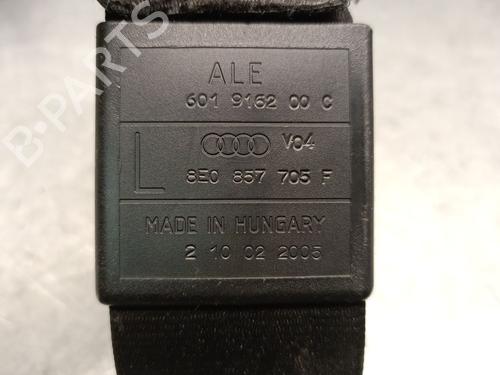 ALE
601 9162 00 C
L
V04
8E0 857 705 F
MADE IN HUNGARY
2 10 02 2005
B-PARTS